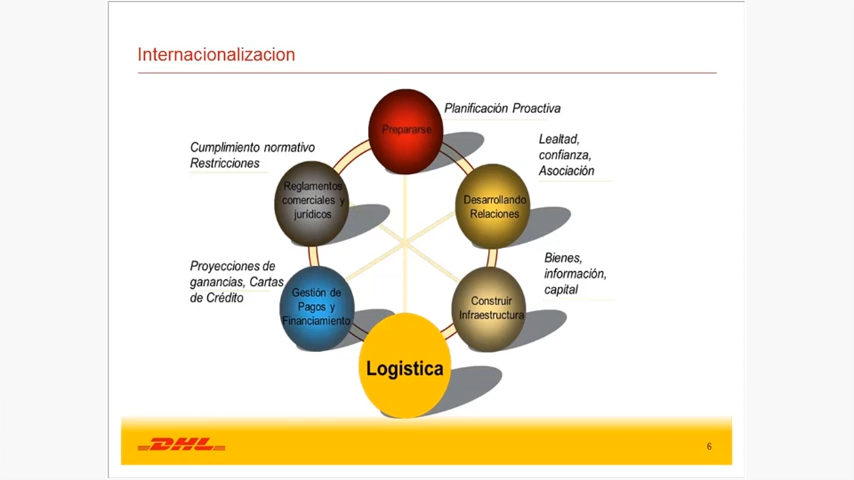 Internacionalizacion
Prepararse
Planificación Proactiva
Cumplimiento normativo
Restricciones
Lealtad,
confianza,
Asociación
Reglamentos
comerciales y
jurídicos
Desarrollando
Relaciones
Proyecciones de
ganancias, Cartas
de Crédito
Bienes,
información,
capital
Gestión de
Pagos y
Financiamiento
Construir
Infraestructura
Logistica
DHL
6